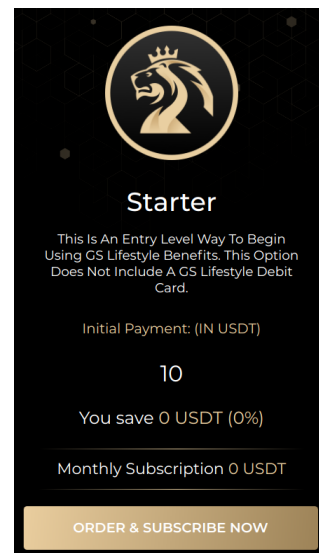 Starter
This Is An Entry Level Way To Begin
Using GS Lifestyle Benefits. This Option
Does Not Include A GS Lifestyle Debit
Card.
Initial Payment: (IN USDT)
10
You save 0 USDT (0%)
Monthly Subscription 0 USDT
ORDER & SUBSCRIBE NOW